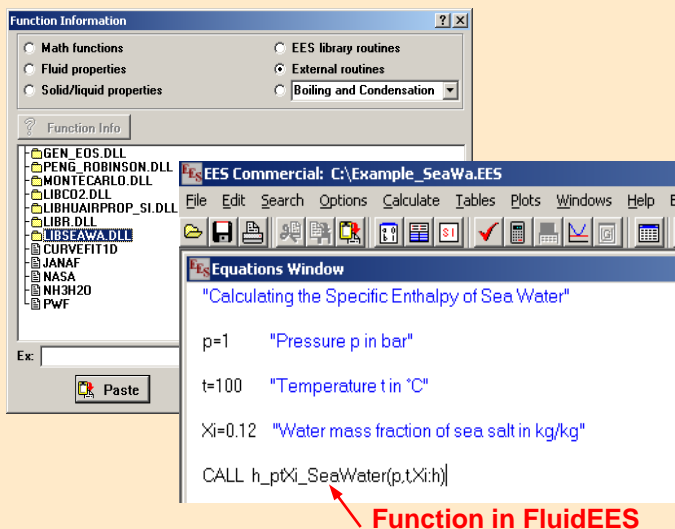 Function Information
Math functions
EES library routines
Fluid properties
External routines
Solid/liquid properties
Boiling and Condensation
? Function Info
GEN_EOS.DLL
PENG_ROBINSON.DLL
MONTECARLO.DLL
LIBCO2.DLL
LIBHUAIRPROP_SI.DLL
LIBR.DLL
LIBSEAWA.DLL
CURVEFIT1D
JANAF
NASA
NH3H2O
PWF
Ex:
Paste
EES Commercial: C:\Example_SeaWa.EES
File Edit Search Options Calculate Tables Plots Windows Help E
Equations Window
"Calculating the Specific Enthalpy of Sea Water"
p=1 "Pressure p in bar"
t=100 "Temperature t in °C"
Xi=0.12 "Water mass fraction of sea salt in kg/kg"
CALL h_ptXi_SeaWater(p,t,Xi:h)
Function in FluidEES